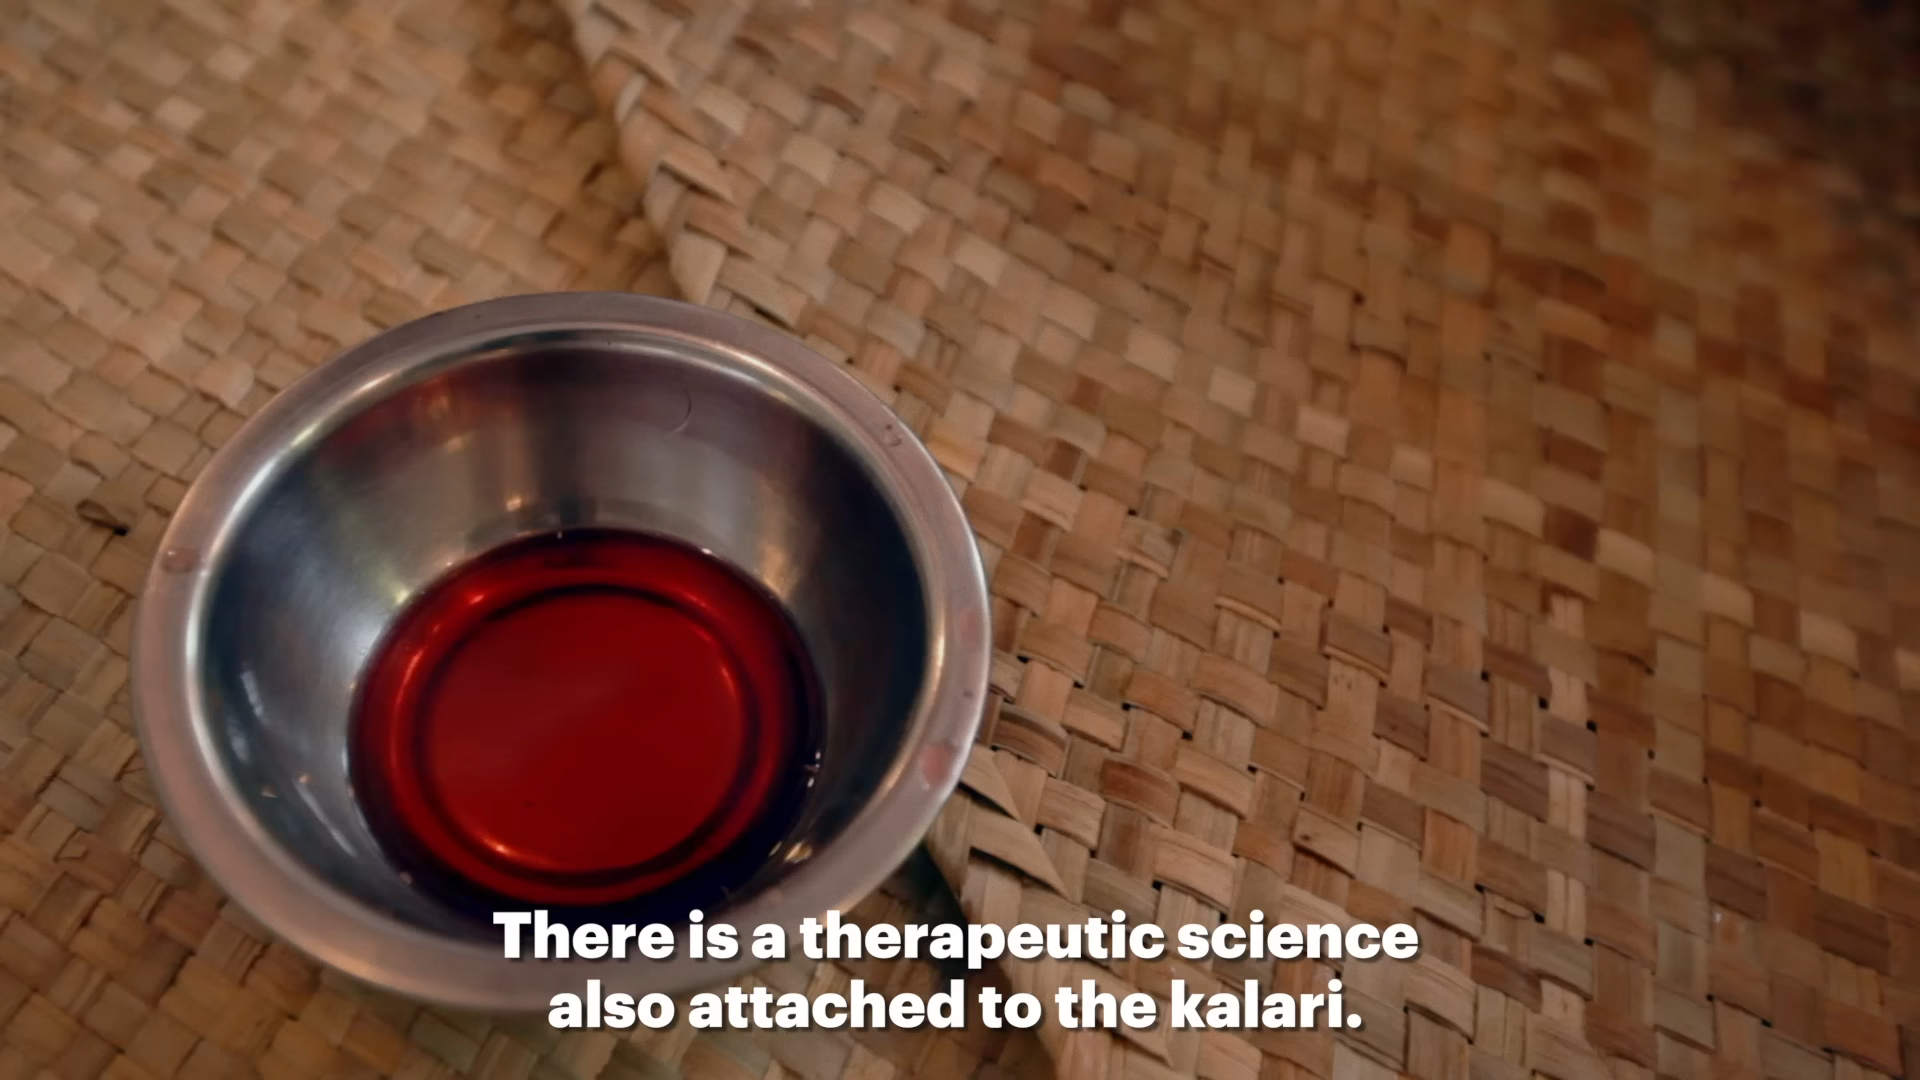 There is a therapeutic science
also attached to the kalari.